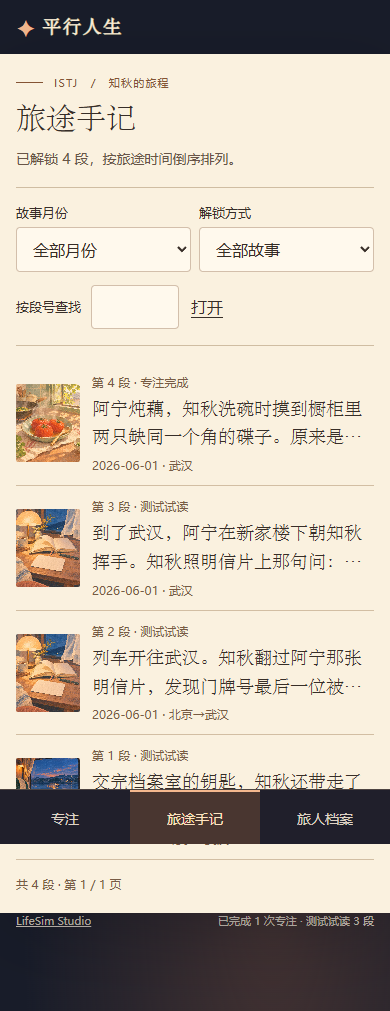 平行人生
ISTJ / 知秋的旅程
旅途手记
已解锁 4 段，按旅途时间倒序排列。
故事月份
解锁方式
全部月份
全部故事
按段号查找
打开
第 4 段 · 专注完成
阿宁炖藕，知秋洗碗时摸到橱柜里
两只缺同一个角的碟子。原来是…
2026-06-01 · 武汉
第 3 段 · 测试试读
到了武汉，阿宁在新家楼下朝知秋
挥手。知秋照明信片上那句问：…
2026-06-01 · 武汉
第 2 段 · 测试试读
列车开往武汉。知秋翻过阿宁那张
明信片，发现门牌号最后一位被…
2026-06-01 · 北京→武汉
第 1 段 · 测试试读
交完档案室的钥匙，知秋还带走了
专注
旅途手记
旅人档案
共 4 段 · 第 1 / 1 页
LifeSim Studio
已完成 1 次专注 · 测试试读 3 段